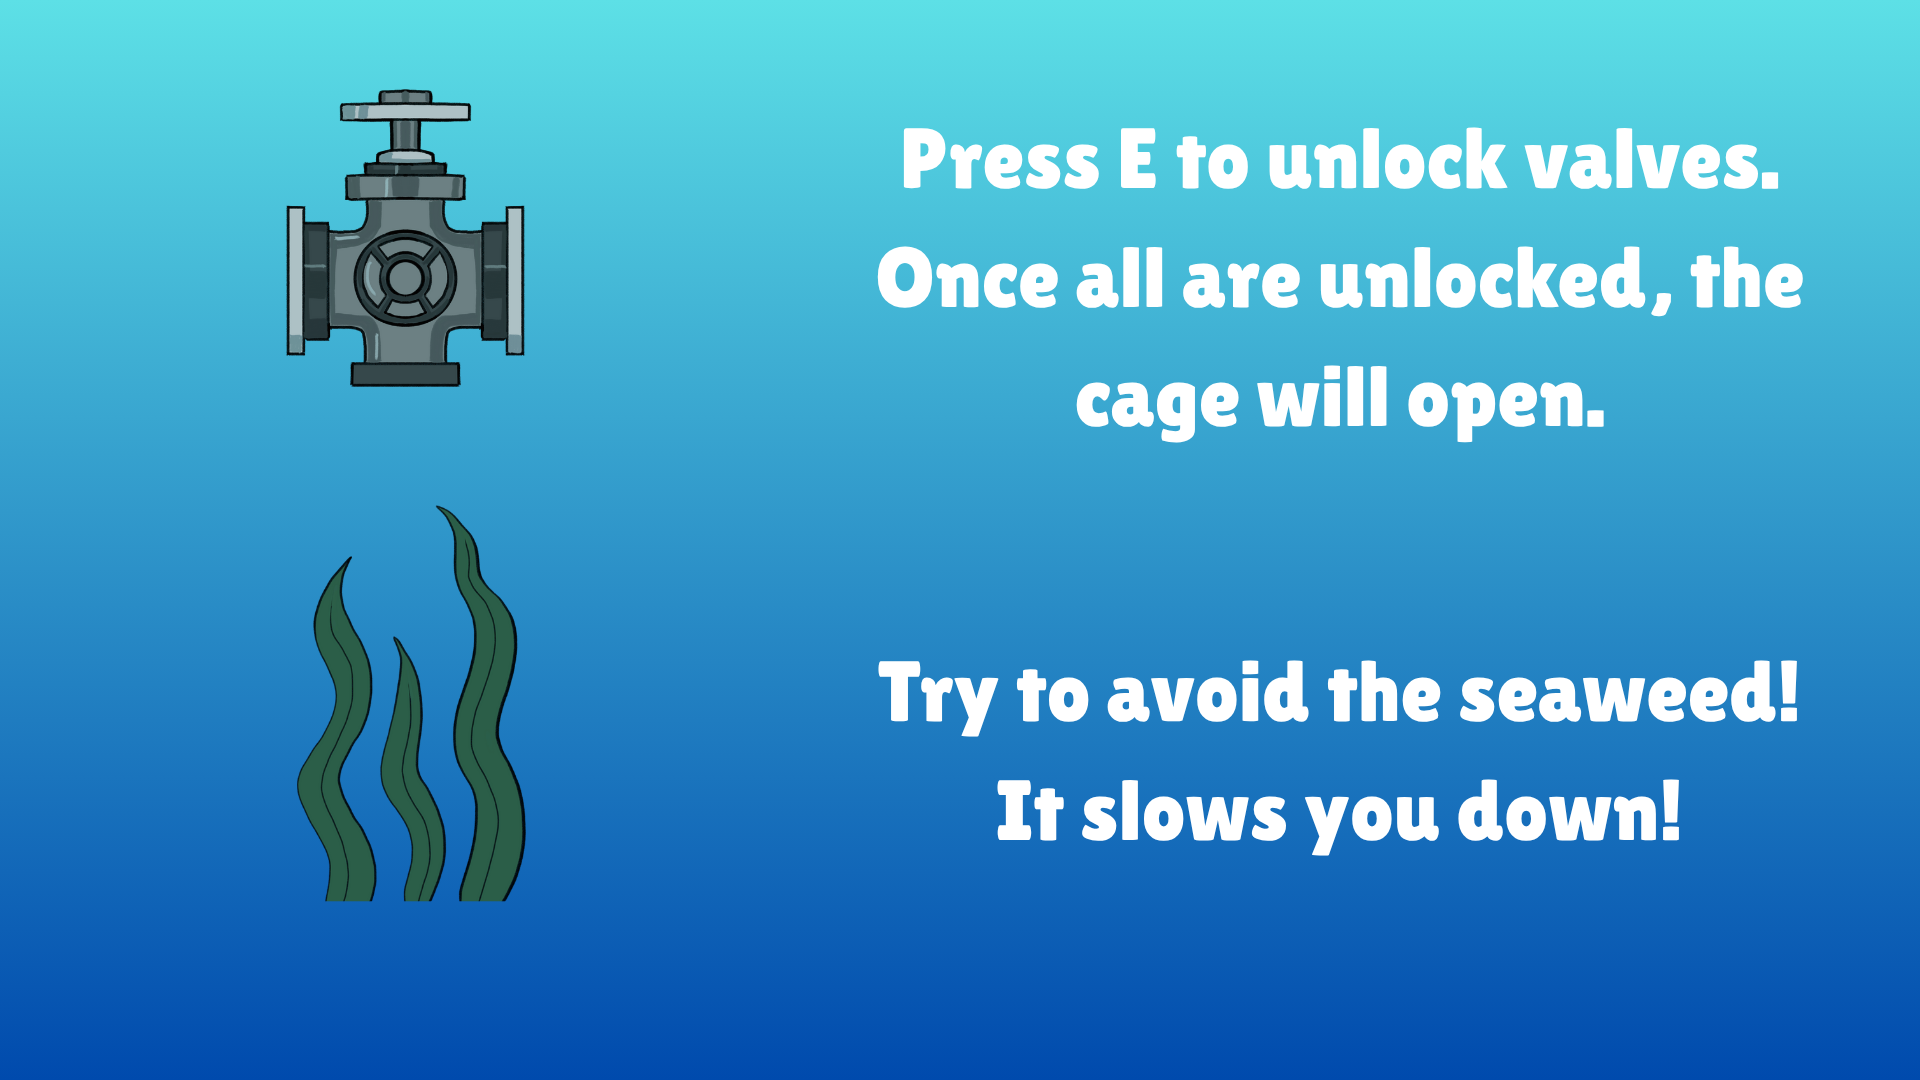 Press E to unlock valves.
Once all are unlocked, the
cage will open.
Try to avoid the seaweed!
It slows you down!